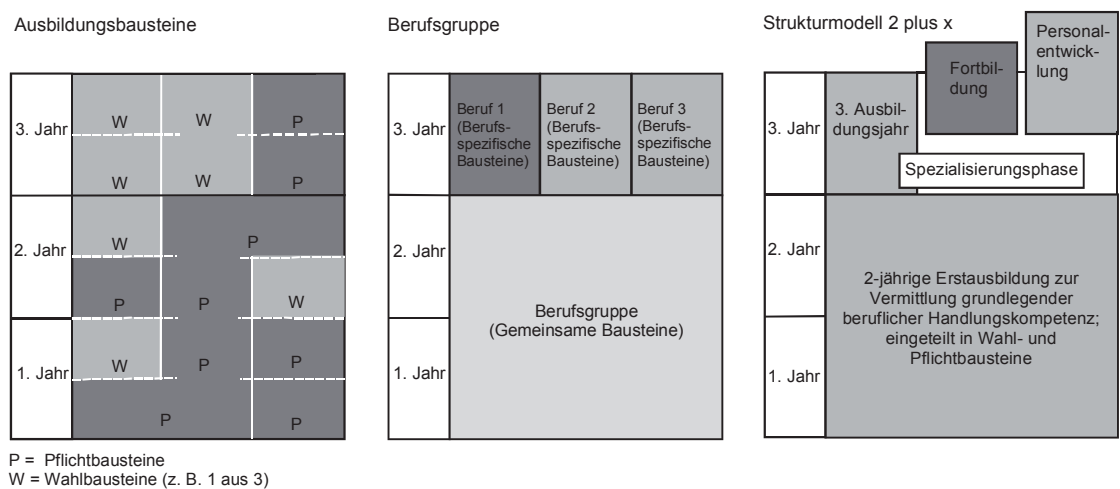 Ausbildungsbausteine
3. Jahr
W
W
P
W
W
P
2. Jahr
W
P
P
P
W
1. Jahr
W
P
P
P
P
P = Pflichtbausteine
W = Wahlbausteine (z. B. 1 aus 3)
Berufsgruppe
3. Jahr
Beruf 1
(Berufs-
spezifische
Bausteine)
Beruf 2
(Berufs-
spezifische
Bausteine)
Beruf 3
(Berufs-
spezifische
Bausteine)
2. Jahr
1. Jahr
Berufsgruppe
(Gemeinsame Bausteine)
Strukturmodell 2 plus x
3. Jahr
3. Ausbil-
dungsjahr
Fortbil-
dung
Personal-
entwick-
lung
Spezialisierungsphase
2. Jahr
1. Jahr
2-jährige Erstausbildung zur
Vermittlung grundlegender
beruflicher Handlungskompetenz;
eingeteilt in Wahl- und
Pflichtbausteine